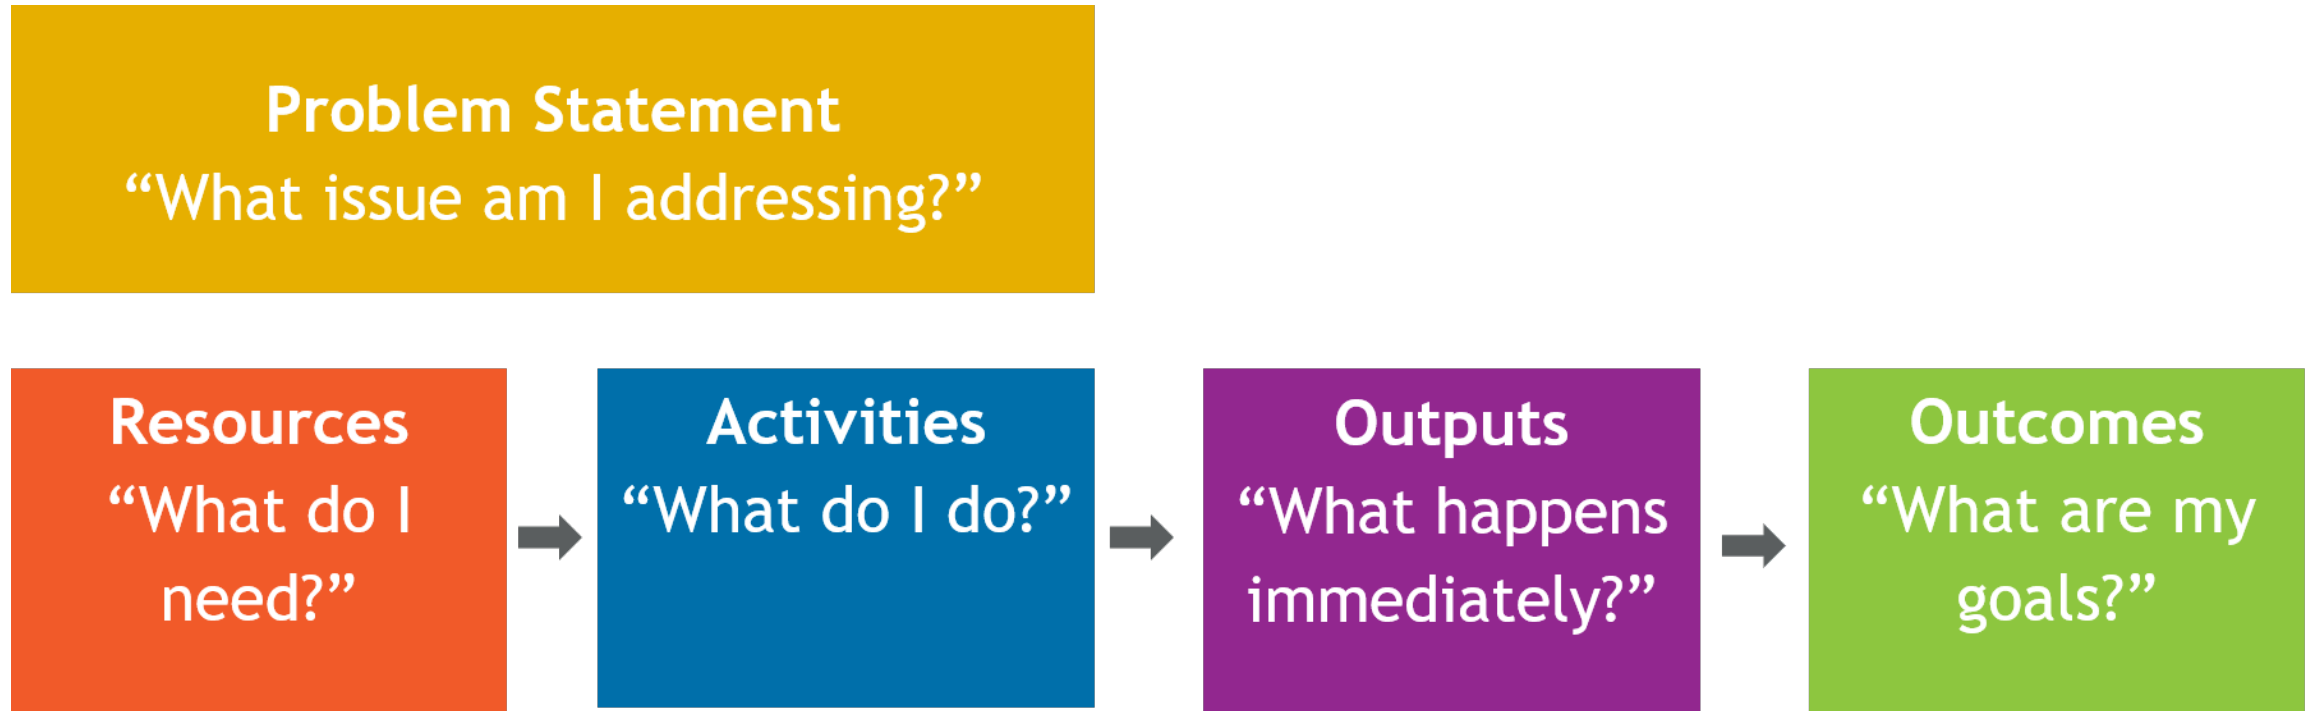 Problem Statement
“What issue am I addressing?”
Resources
“What do I
need?”
Activities
“What do I do?”
Outputs
“What happens
immediately?”
Outcomes
“What are my
goals?”